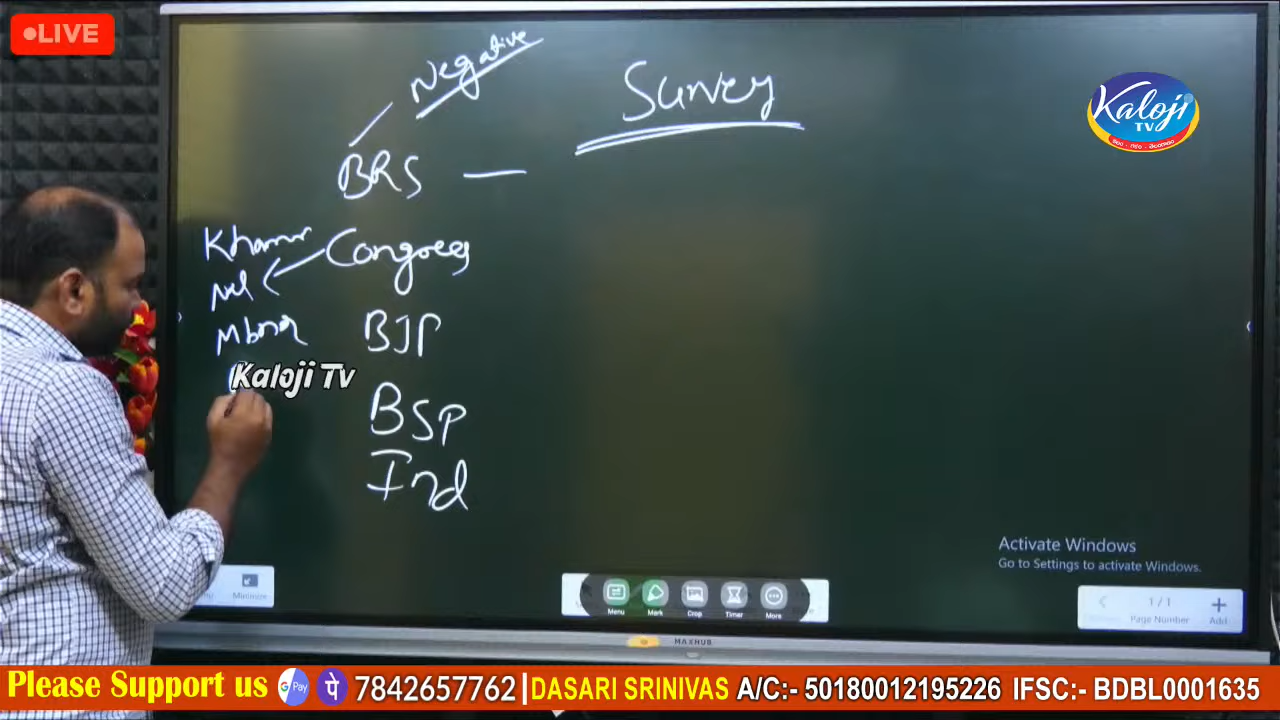 LIVE
Negative
Survey
Kaloji
TV
BRS —
Congress
BJP
BSP
Ind
Kaloji Tv
Activate Windows
Go to Settings to activate Windows.
Minimize
Menu
Mark
Crop
Timer
More
1/1
Page Number
Add
MAXHUB
Please Support us G Pay पे 7842657762 | DASARI SRINIVAS A/C:- 50180012195226 IFSC:- BDBL0001635